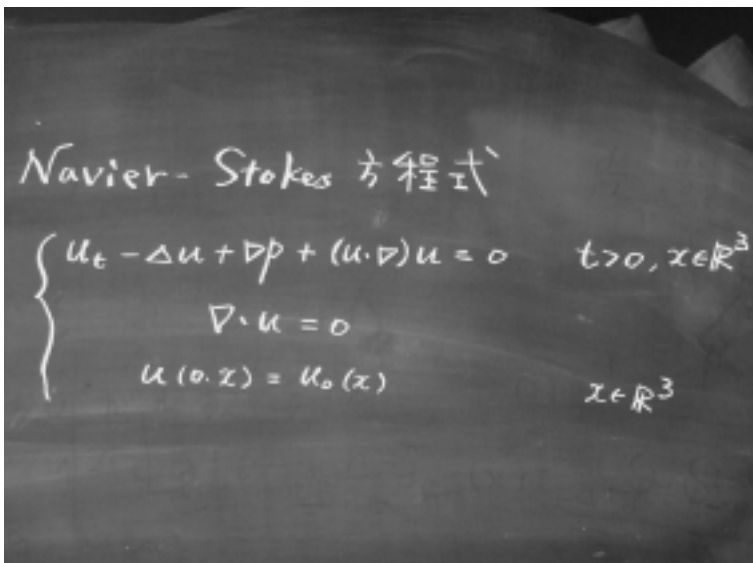 Navier-Stokes 方程式
u_t − Δu + ∇p + (u·∇)u = 0 t>0, x∈ℝ³
∇·u = 0
u(0.x) = u₀(x) x∈ℝ³